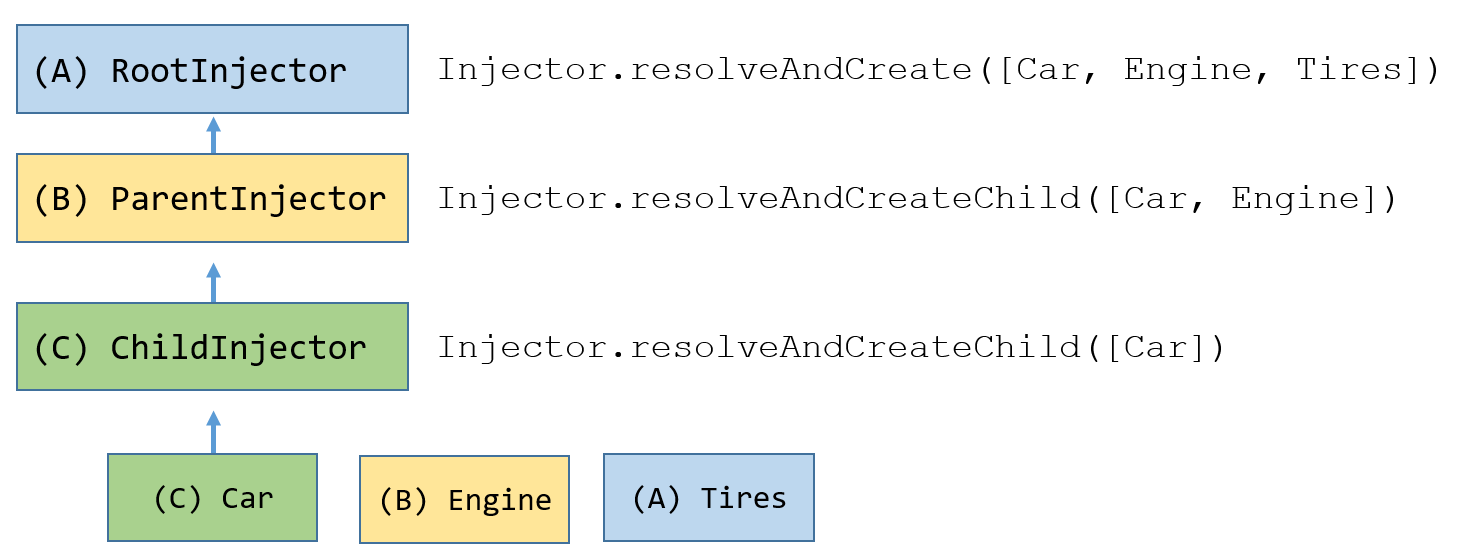 (A) RootInjector Injector.resolveAndCreate([Car, Engine, Tires])
(B) ParentInjector Injector.resolveAndCreateChild([Car, Engine])
(C) ChildInjector Injector.resolveAndCreateChild([Car])
(C) Car (B) Engine (A) Tires